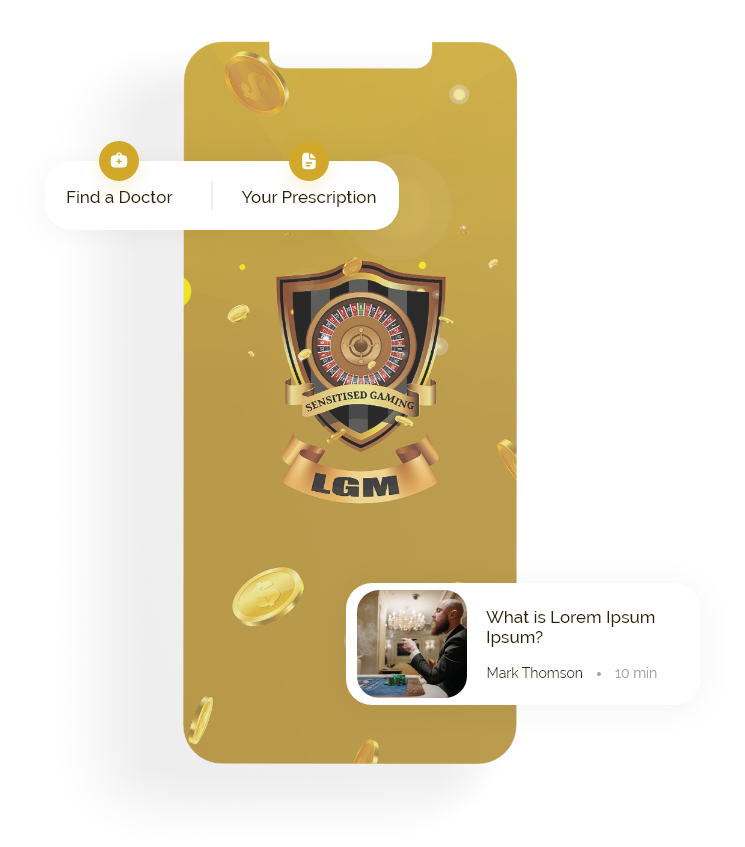 Find a Doctor
Your Prescription
SENSITISED GAMING
LGM
What is Lorem Ipsum
Ipsum?
Mark Thomson • 10 min